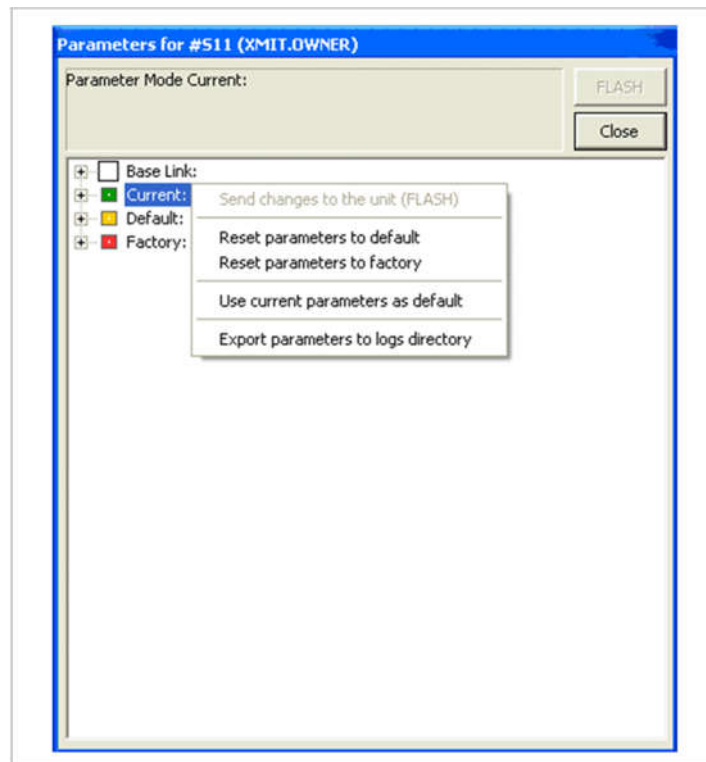 Parameters for #511 (XMIT.OWNER)
Parameter Mode Current:
FLASH
Close
Base Link:
Current:
Default:
Factory:
Send changes to the unit (FLASH)
Reset parameters to default
Reset parameters to factory
Use current parameters as default
Export parameters to logs directory